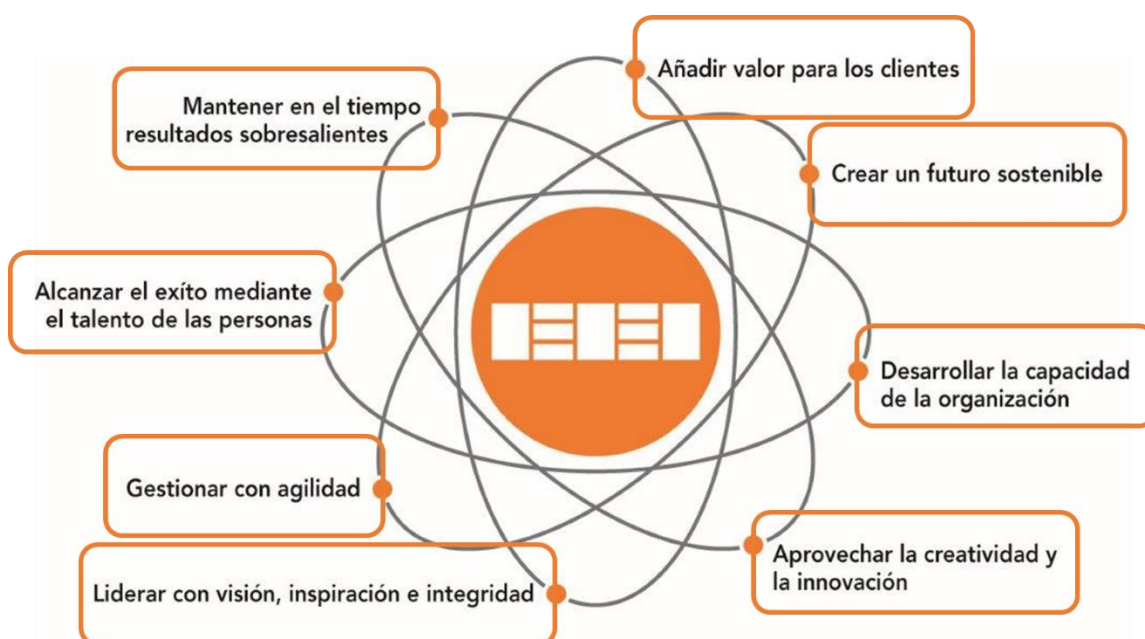 Añadir valor para los clientes
Mantener en el tiempo
resultados sobresalientes
Crear un futuro sostenible
Alcanzar el exíto mediante
el talento de las personas
Desarrollar la capacidad
de la organización
Gestionar con agilidad
Aprovechar la creatividad y
la innovación
Liderar con visión, inspiración e integridad